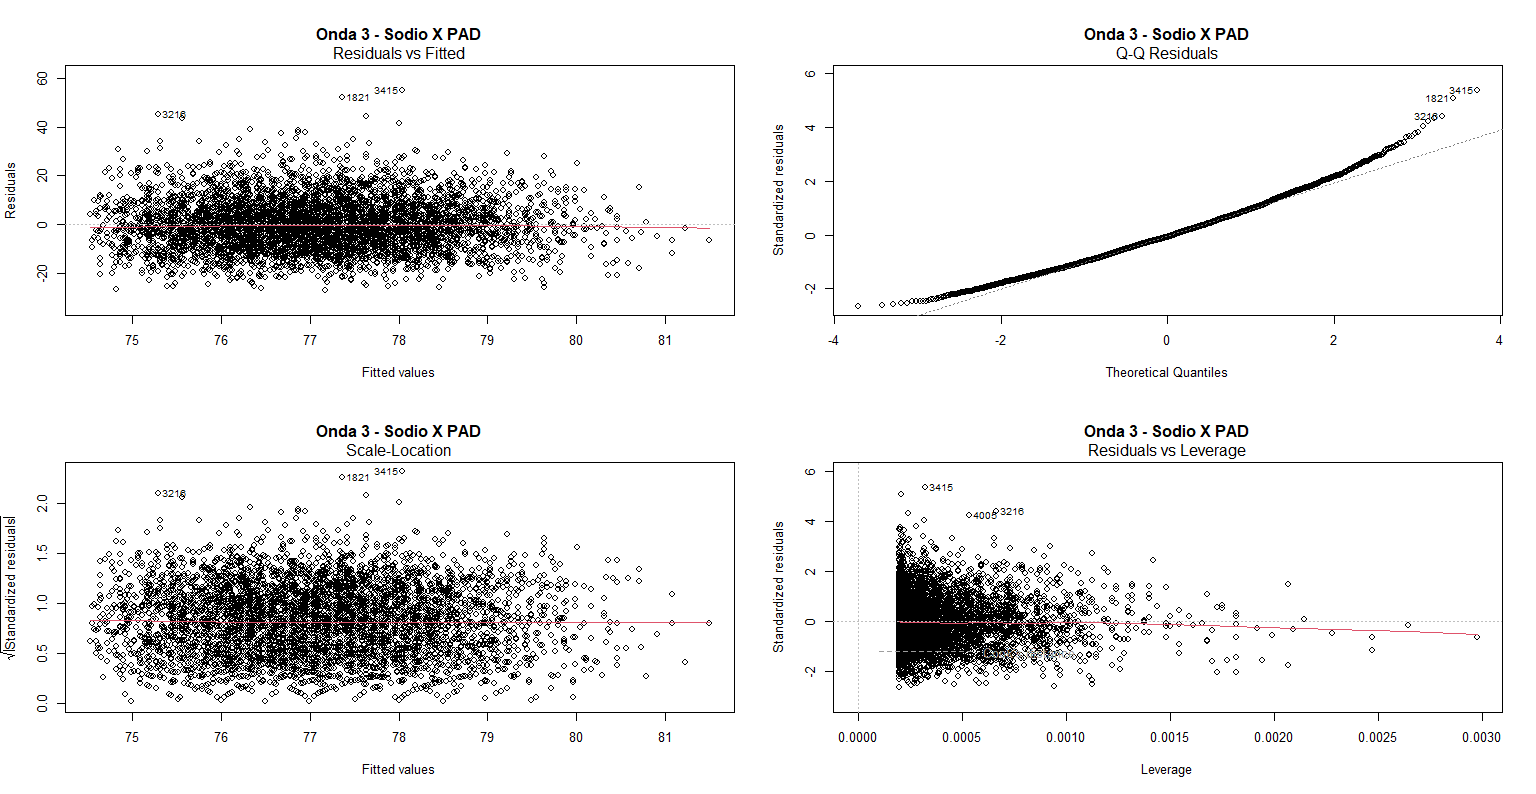 Onda 3 - Sodio X PAD
Residuals vs Fitted
Residuals
60
40
20
0
-20
3415
1821
3216
75 76 77 78 79 80 81
Fitted values
Onda 3 - Sodio X PAD
Q-Q Residuals
Standardized residuals
6
4
2
0
-2
3415
1821
3216
-4 -2 0 2 4
Theoretical Quantiles
Onda 3 - Sodio X PAD
Scale-Location
√|Standardized residuals|
2.0
1.5
1.0
0.5
0.0
3415
1821
3216
75 76 77 78 79 80 81
Fitted values
Onda 3 - Sodio X PAD
Residuals vs Leverage
Standardized residuals
6
4
2
0
-2
3415
4005
3216
0.0000 0.0005 0.0010 0.0015 0.0020 0.0025 0.0030
Leverage